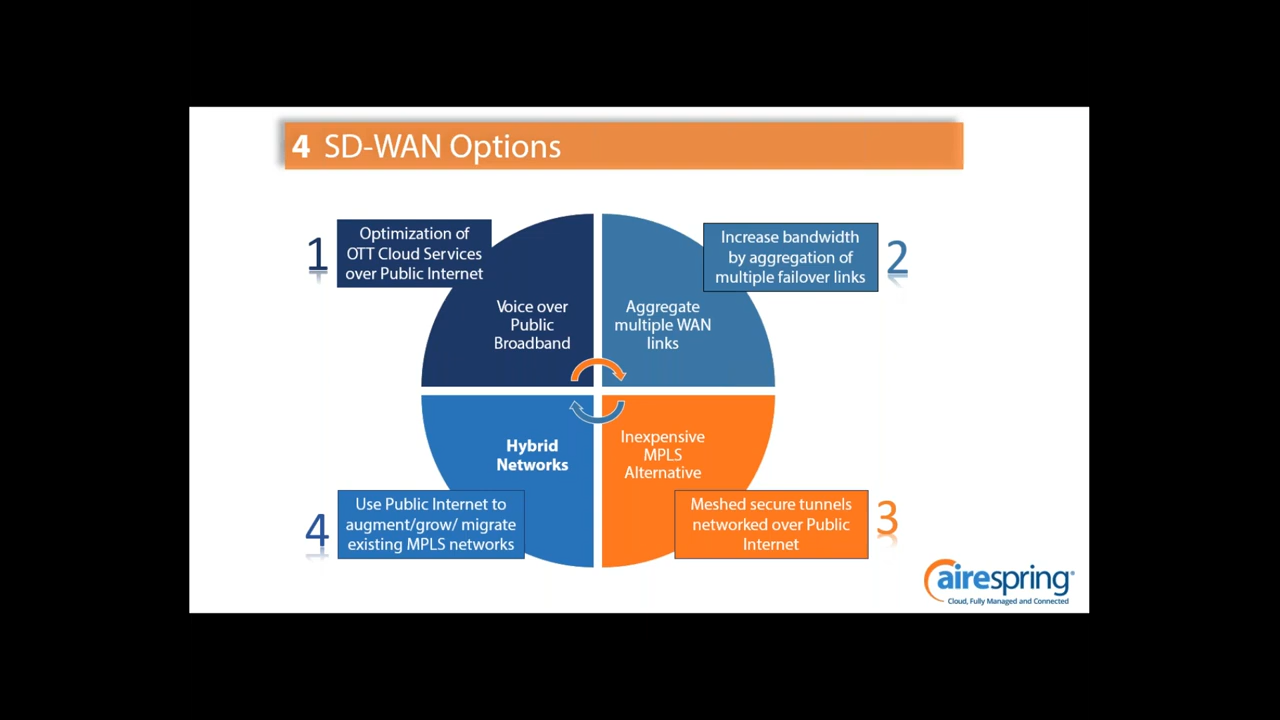 4 SD-WAN Options
1
Optimization of
OTT Cloud Services
over Public Internet
Voice over
Public
Broadband
2
Increase bandwidth
by aggregation of
multiple failover links
Aggregate
multiple WAN
links
3
Inexpensive
MPLS
Alternative
Meshed secure tunnels
networked over Public
Internet
4
Hybrid
Networks
Use Public Internet to
augment/grow/ migrate
existing MPLS networks
airespring®
Cloud, Fully Managed and Connected